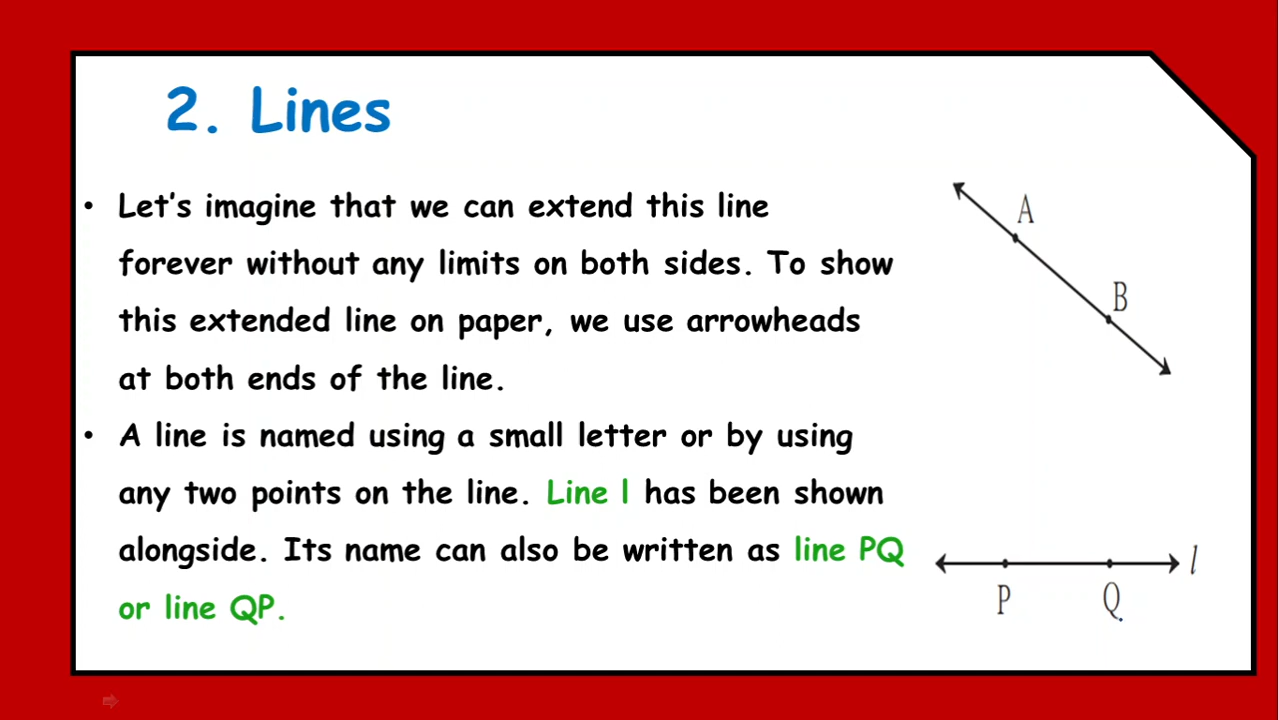 2. Lines
• Let's imagine that we can extend this line
forever without any limits on both sides. To show
this extended line on paper, we use arrowheads
at both ends of the line.
• A line is named using a small letter or by using
any two points on the line. Line l has been shown
alongside. Its name can also be written as line PQ
or line QP.
A
B
l
P Q